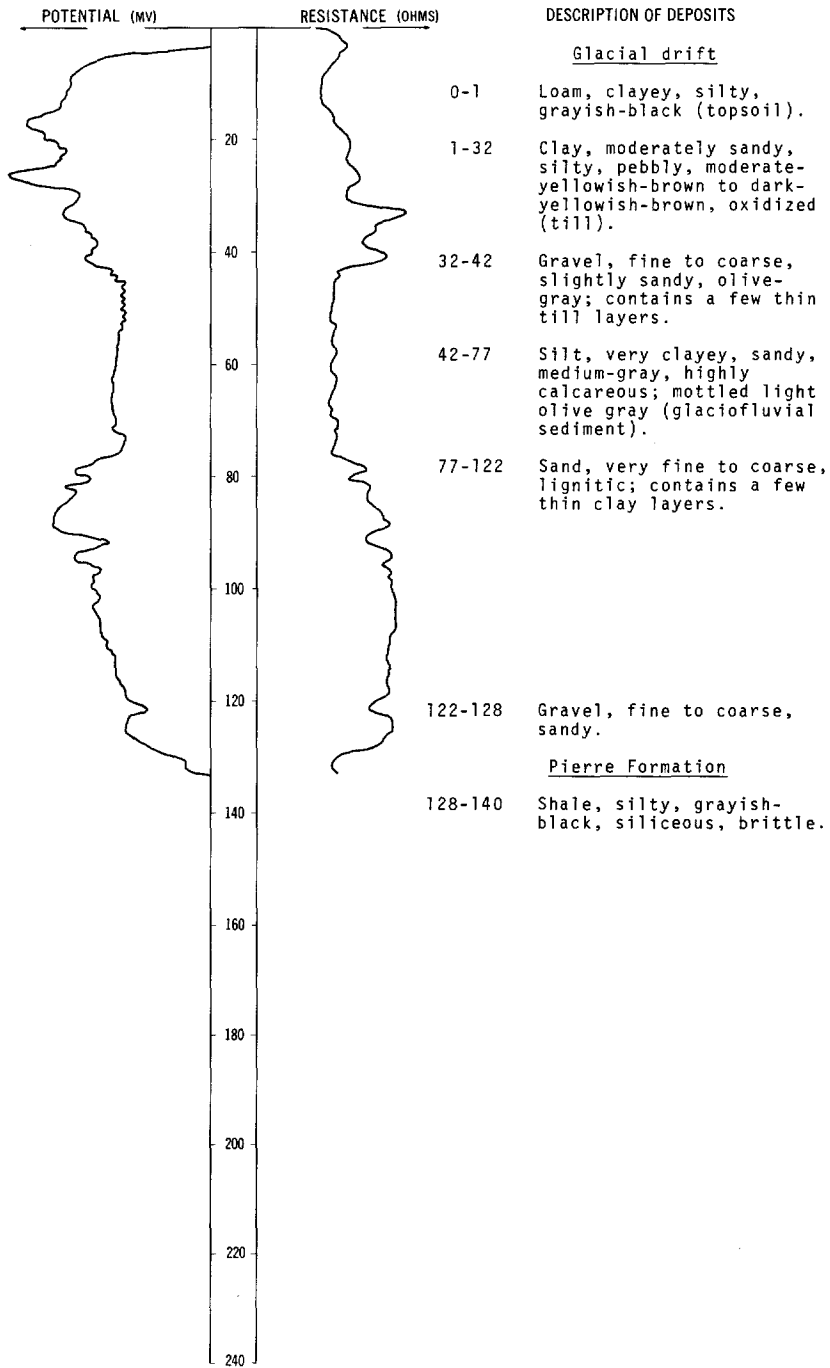 POTENTIAL (MV)
RESISTANCE (OHMS)
DESCRIPTION OF DEPOSITS
Glacial drift
0-1
Loam, clayey, silty,
grayish-black (topsoil).
1-32
Clay, moderately sandy,
silty, pebbly, moderate-
yellowish-brown to dark-
yellowish-brown, oxidized
(till).
32-42
Gravel, fine to coarse,
slightly sandy, olive-
gray; contains a few thin
till layers.
42-77
Silt, very clayey, sandy,
medium-gray, highly
calcareous; mottled light
olive gray (glaciofluvial
sediment).
77-122
Sand, very fine to coarse,
lignitic; contains a few
thin clay layers.
122-128
Gravel, fine to coarse,
sandy.
Pierre Formation
128-140
Shale, silty, grayish-
black, siliceous, brittle.
20
40
60
80
100
120
140
160
180
200
220
240